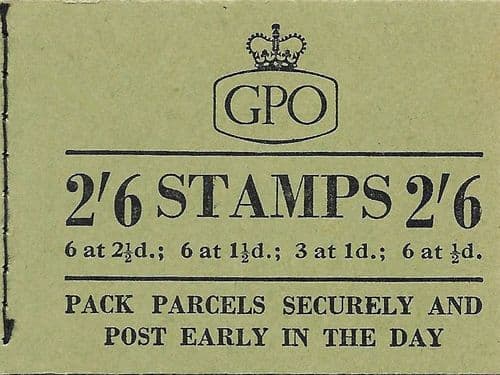 GPO
2/6 STAMPS 2/6
6 at 2½d.; 6 at 1½d.; 3 at 1d.; 6 at ½d.
PACK PARCELS SECURELY AND
POST EARLY IN THE DAY